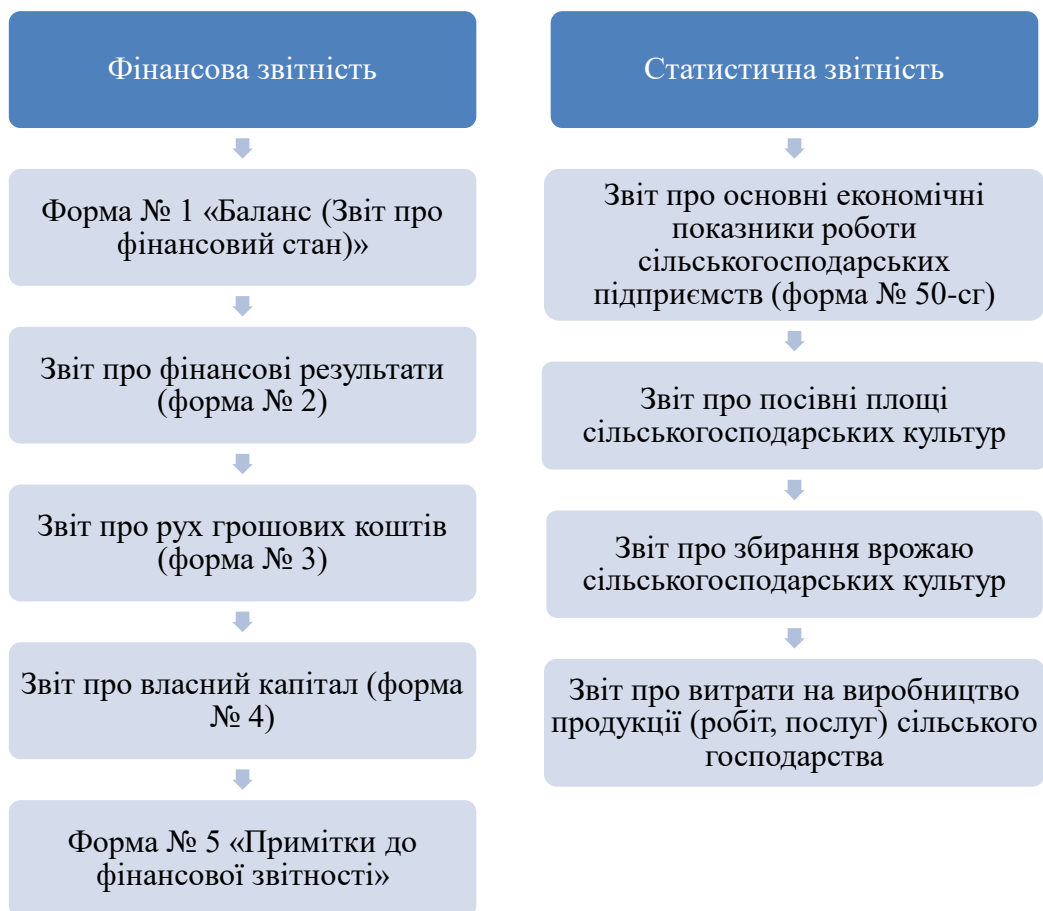 Фінансова звітність
Форма № 1 «Баланс (Звіт про
фінансовий стан)»
Звіт про фінансові результати
(форма № 2)
Звіт про рух грошових коштів
(форма № 3)
Звіт про власний капітал (форма
№ 4)
Форма № 5 «Примітки до
фінансової звітності»
Статистична звітність
Звіт про основні економічні
показники роботи
сільськогосподарських
підприємств (форма № 50-сг)
Звіт про посівні площі
сільськогосподарських культур
Звіт про збирання врожаю
сільськогосподарських культур
Звіт про витрати на виробництво
продукції (робіт, послуг) сільського
господарства